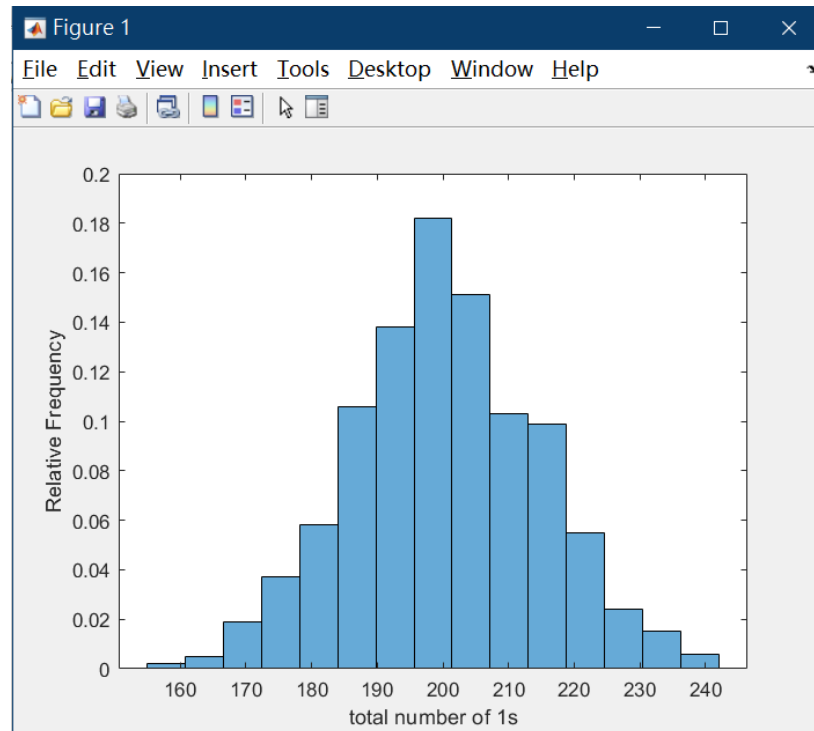 Figure 1
File Edit View Insert Tools Desktop Window Help
0.2
0.18
0.16
0.14
0.12
0.1
0.08
0.06
0.04
0.02
0
Relative Frequency
160 170 180 190 200 210 220 230 240
total number of 1s